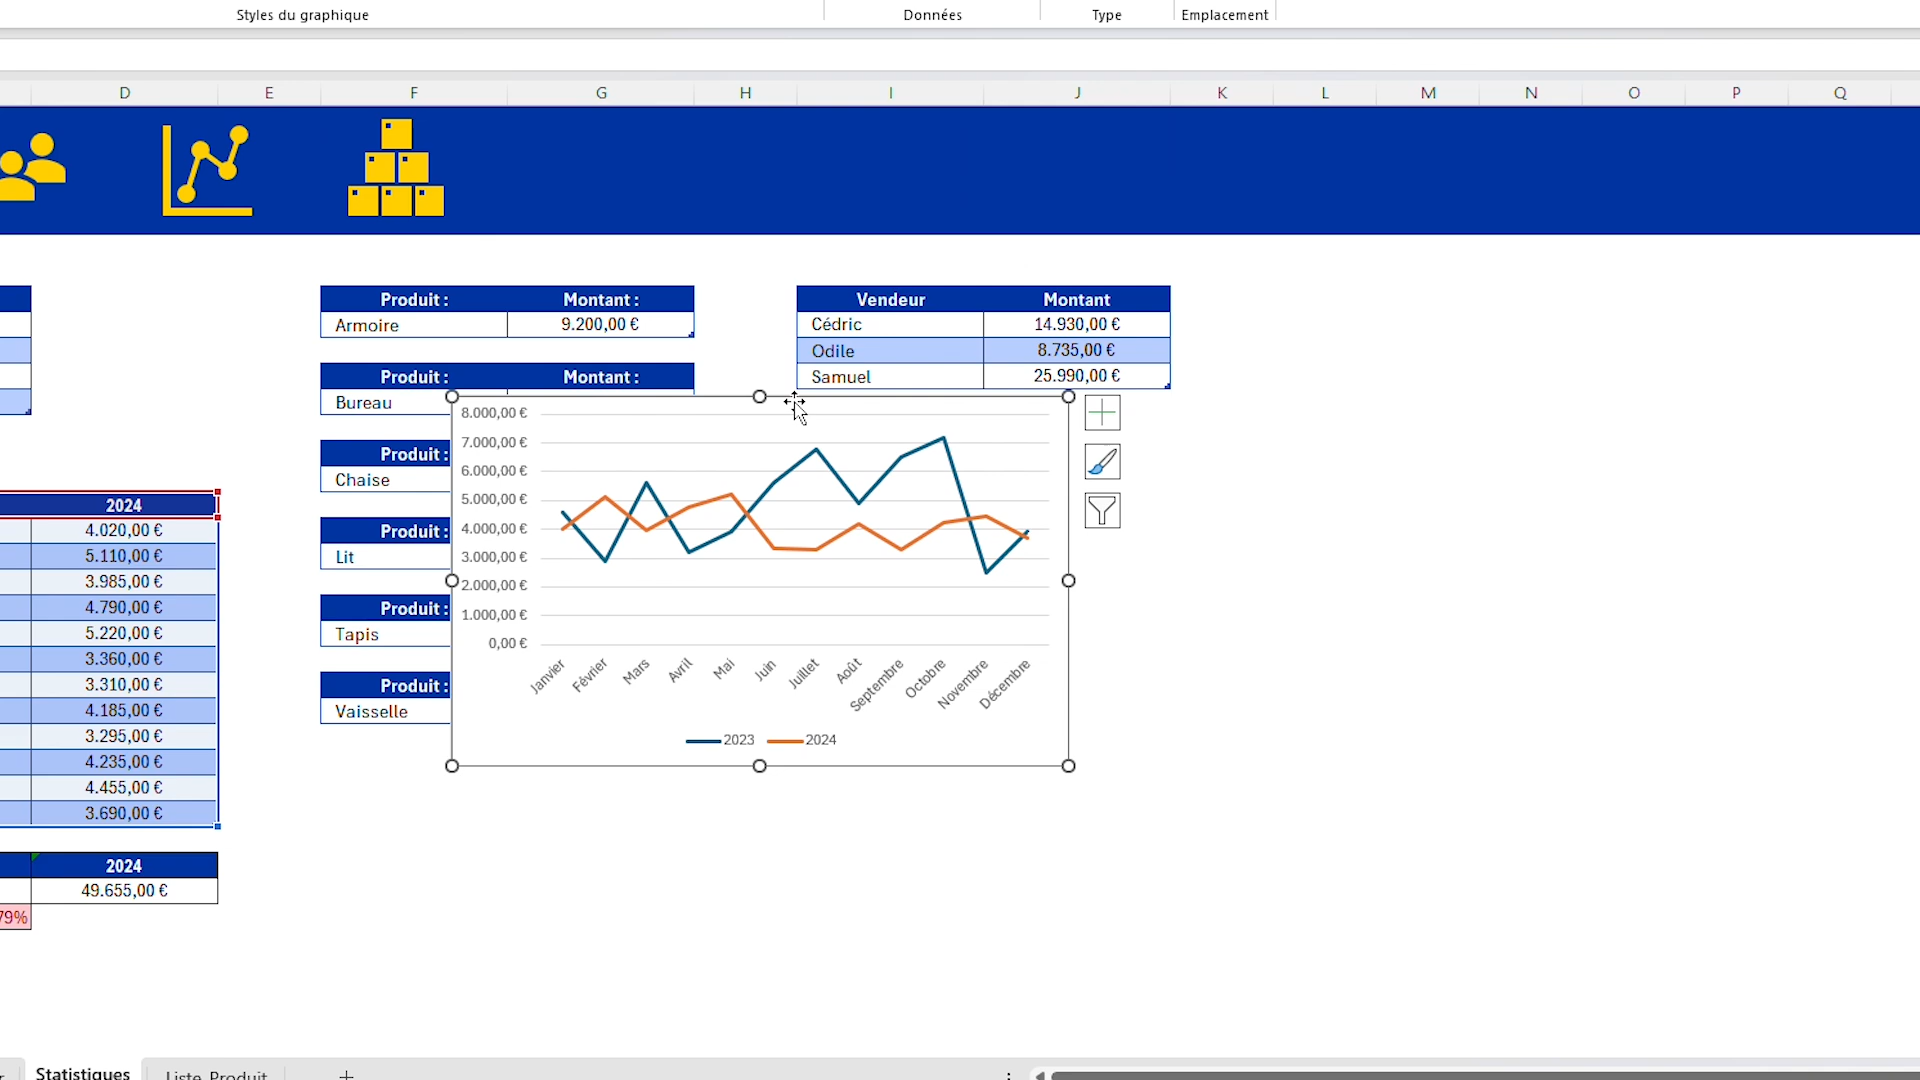 Styles du graphique
Données
Type
Emplacement
D E F G H I J K L M N O P Q
Produit : Montant :
Armoire 9.200,00 €
Produit : Montant :
Bureau
Produit :
Chaise
Produit :
Lit
Produit :
Tapis
Produit :
Vaisselle
Vendeur Montant
Cédric 14.930,00 €
Odile 8.735,00 €
Samuel 25.990,00 €
2024
4.020,00 €
5.110,00 €
3.985,00 €
4.790,00 €
5.220,00 €
3.360,00 €
3.310,00 €
4.185,00 €
3.295,00 €
4.235,00 €
4.455,00 €
3.690,00 €
2024
49.655,00 €
79%
8.000,00 €
7.000,00 €
6.000,00 €
5.000,00 €
4.000,00 €
3.000,00 €
2.000,00 €
1.000,00 €
0,00 €
Janvier
Février
Mars
Avril
Mai
Juin
Juillet
Août
Septembre
Octobre
Novembre
Décembre
2023 2024
Statistiques
Liste_Produit